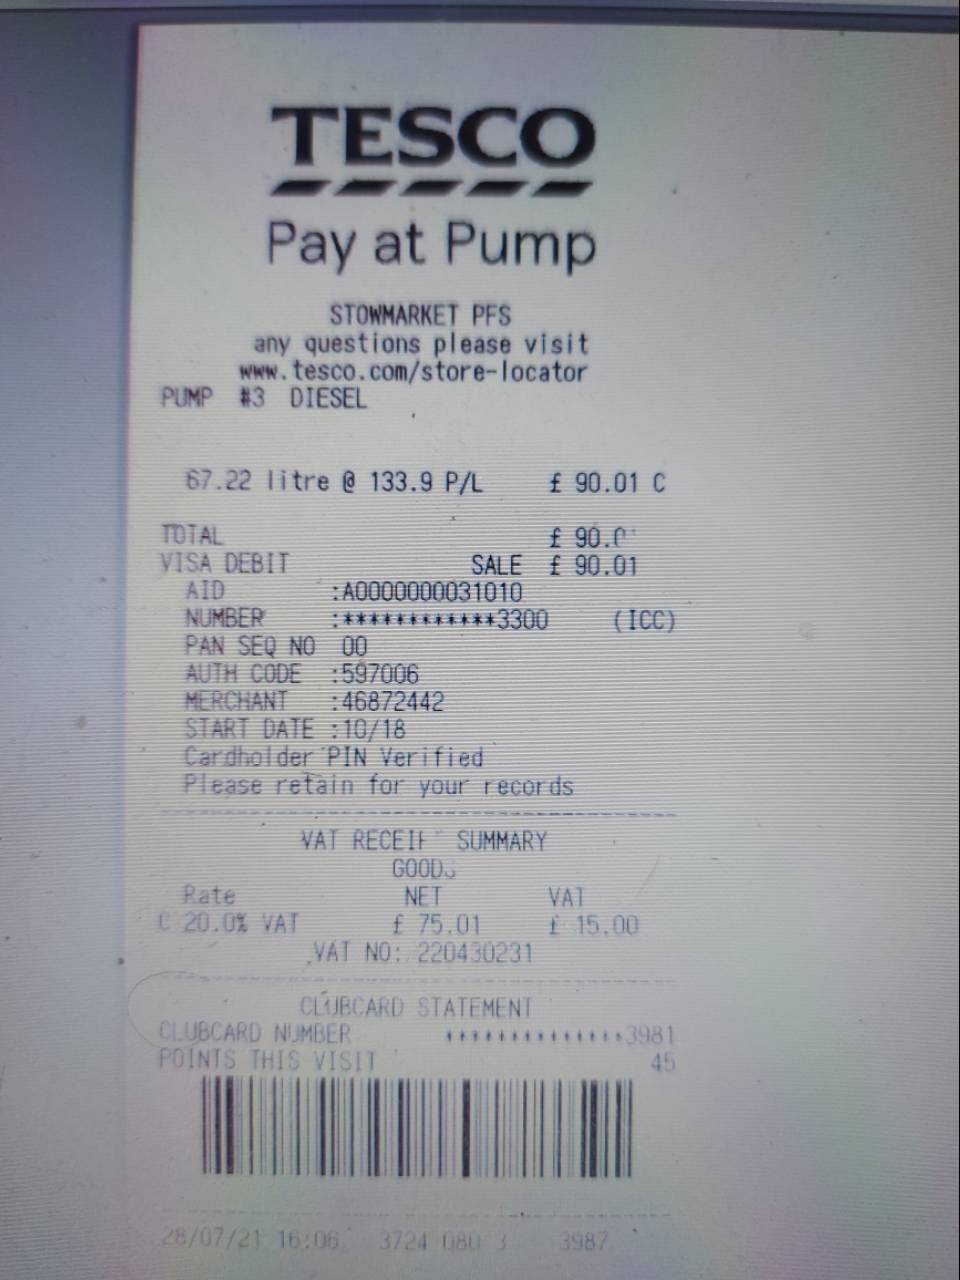 TESCO
Pay at Pump
STOWMARKET PFS
any questions please visit
www.tesco.com/store-locator
PUMP #3 DIESEL
67.22 litre @ 133.9 P/L £ 90.01 C
TOTAL £ 90.0
VISA DEBIT SALE £ 90.01
AID :A0000000031010
NUMBER :************3300 (ICC)
PAN SEQ NO 00
AUTH CODE :597006
MERCHANT :46872442
START DATE :10/18
Cardholder PIN Verified
Please retain for your records
VAT RECEI SUMMARY
GOODS
Rate NET VAT
C 20.0% VAT £ 75.01 £ 15.00
VAT NO: 220430231
CLUBCARD STATEMENT
CLUBCARD NUMBER **************3981
POINTS THIS VISIT 45
28/07/21 16:06 3724 080 3 3987